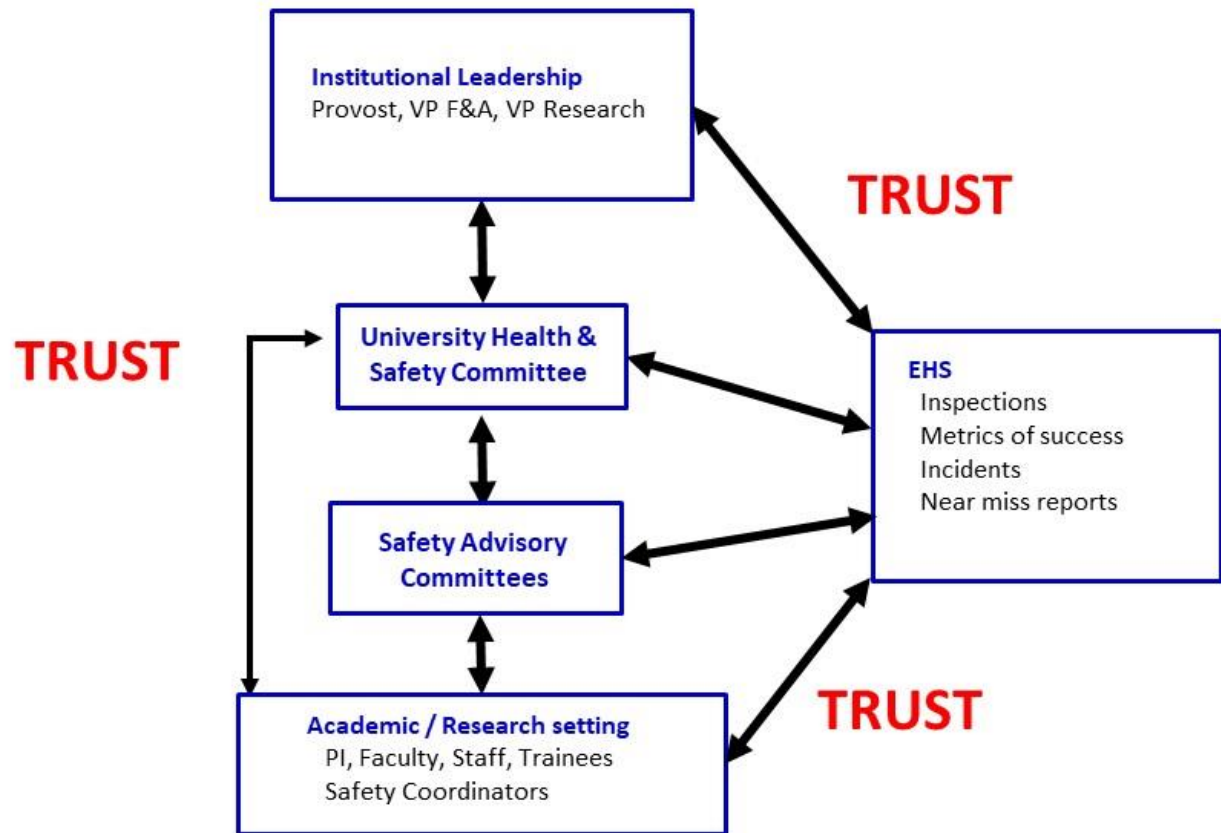 Institutional Leadership
Provost, VP F&A, VP Research
TRUST
TRUST
University Health &
Safety Committee
EHS
Inspections
Metrics of success
Incidents
Near miss reports
Safety Advisory
Committees
Academic / Research setting
PI, Faculty, Staff, Trainees
Safety Coordinators
TRUST